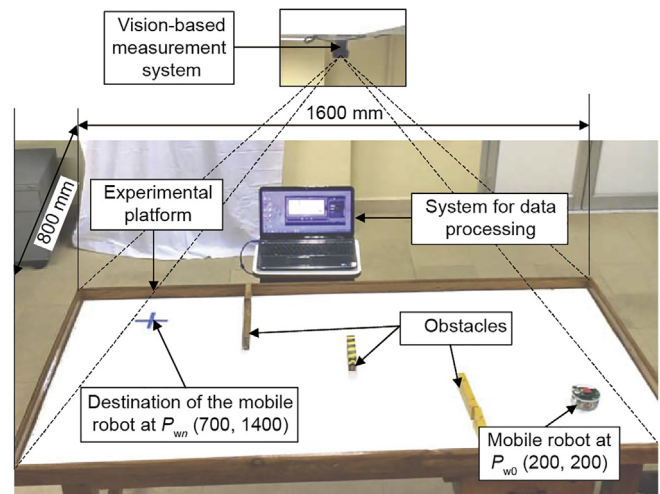 Vision-based
measurement
system
1600 mm
800 mm
Experimental
platform
System for data
processing
Obstacles
Destination of the mobile
robot at Pwn (700, 1400)
Mobile robot at
Pw0 (200, 200)